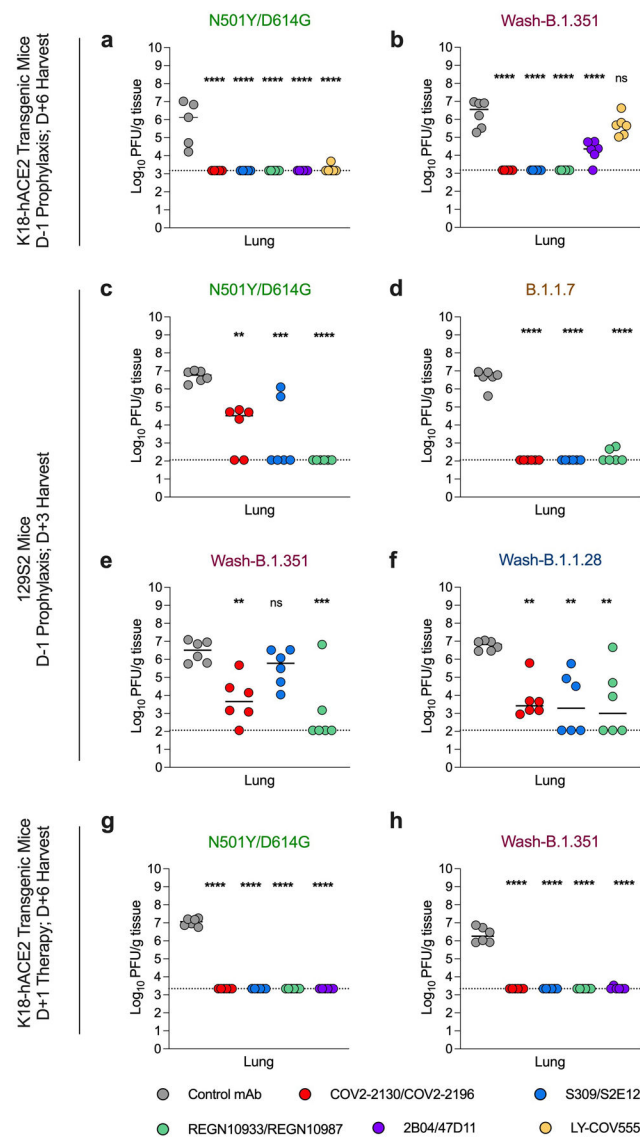 K18-hACE2 Transgenic Mice
D-1 Prophylaxis; D+6 Harvest
a
N501Y/D614G
Log10 PFU/g tissue
10
9
8
7
6
5
4
3
2
1
0
**** **** **** **** ****
Lung
b
Wash-B.1.351
Log10 PFU/g tissue
10
9
8
7
6
5
4
3
2
1
0
**** **** **** **** ns
Lung
129S2 Mice
D-1 Prophylaxis; D+3 Harvest
c
N501Y/D614G
Log10 PFU/g tissue
10
9
8
7
6
5
4
3
2
1
0
** *** ****
Lung
d
B.1.1.7
Log10 PFU/g tissue
10
9
8
7
6
5
4
3
2
1
0
**** **** ****
Lung
e
Wash-B.1.351
Log10 PFU/g tissue
10
9
8
7
6
5
4
3
2
1
0
** ns ***
Lung
f
Wash-B.1.1.28
Log10 PFU/g tissue
10
9
8
7
6
5
4
3
2
1
0
** ** **
Lung
K18-hACE2 Transgenic Mice
D+1 Therapy; D+6 Harvest
g
N501Y/D614G
Log10 PFU/g tissue
10
9
8
7
6
5
4
3
2
1
0
**** **** **** ****
Lung
h
Wash-B.1.351
Log10 PFU/g tissue
10
9
8
7
6
5
4
3
2
1
0
**** **** **** ****
Lung
Control mAb COV2-2130/COV2-2196 S309/S2E12
REGN10933/REGN10987 2B04/47D11 LY-COV555